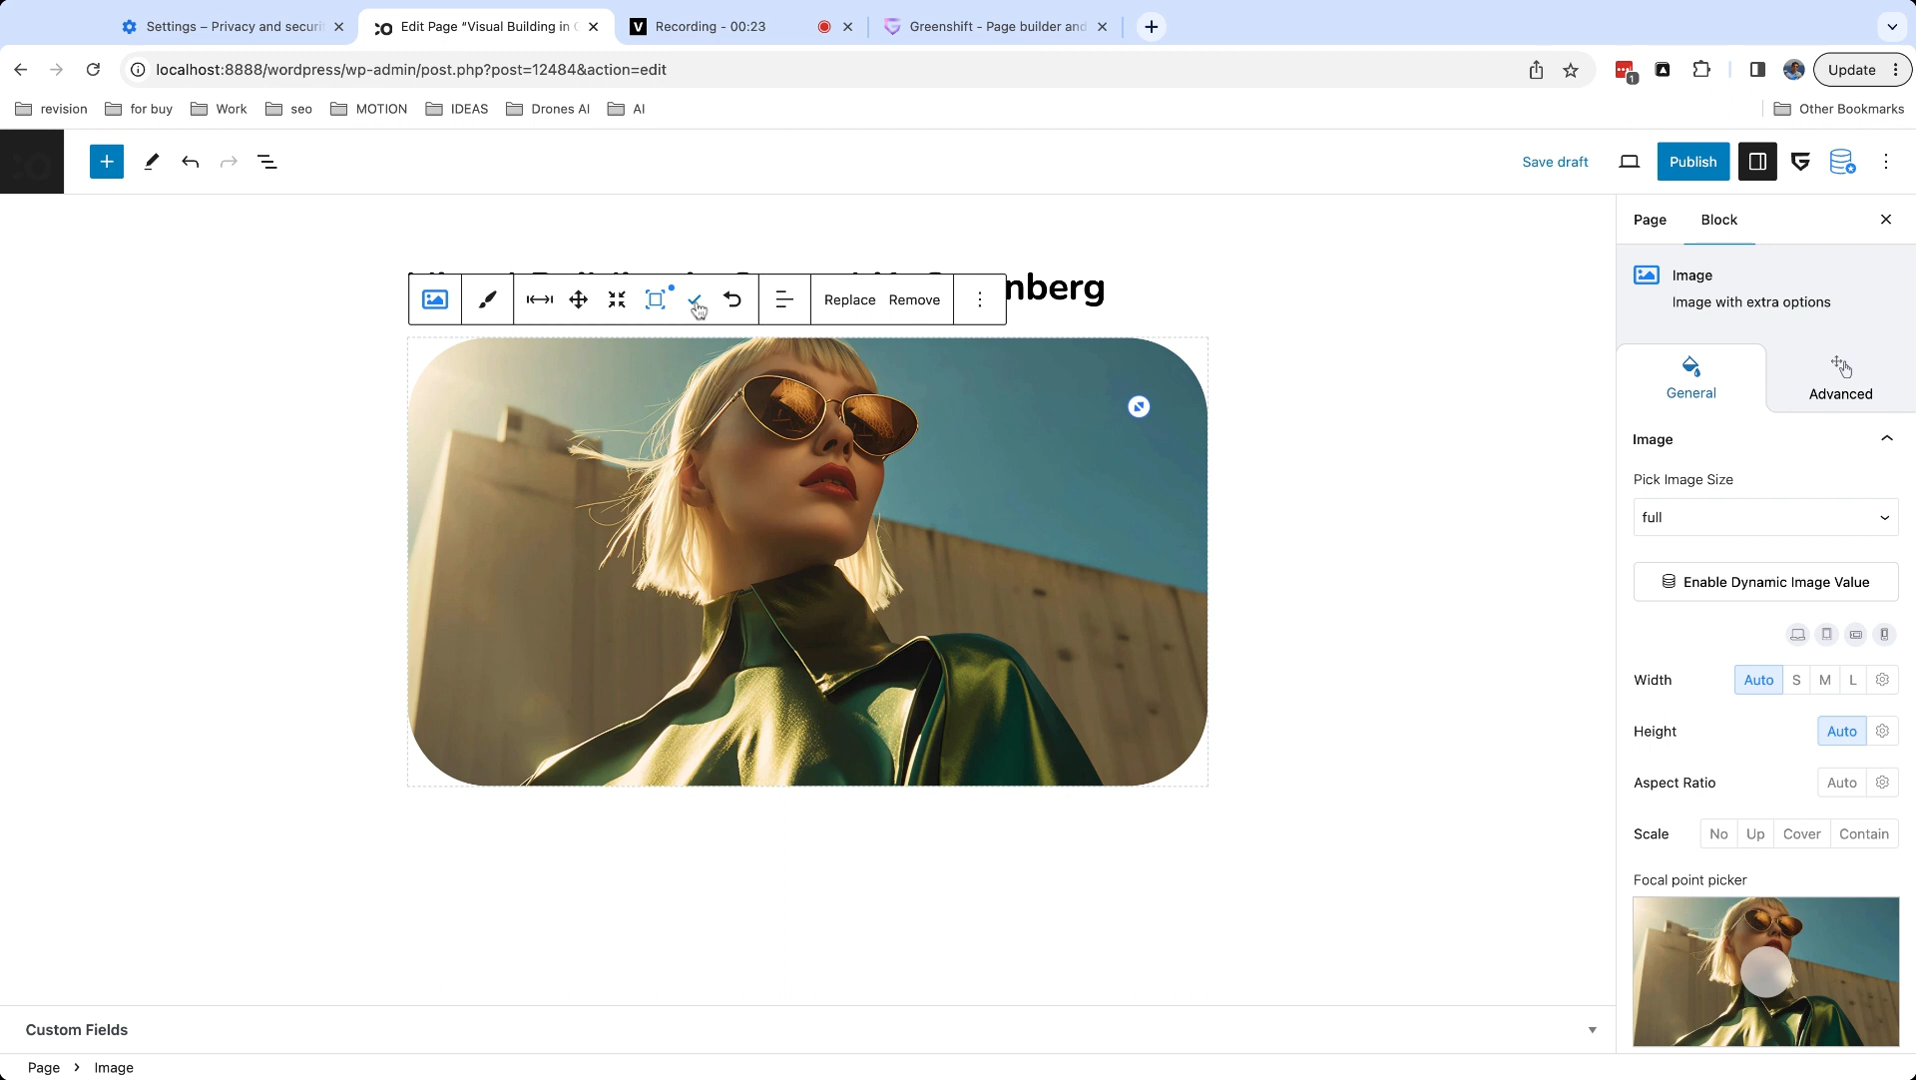 Settings – Privacy and securi
Edit Page “Visual Building in G
Recording - 00:23
Greenshift - Page builder and
localhost:8888/wordpress/wp-admin/post.php?post=12484&action=edit
1
Update
revision
for buy
Work
seo
MOTION
IDEAS
Drones AI
AI
Other Bookmarks
Save draft
Publish
Page
Block
nberg
Replace
Remove
Image
Image with extra options
General
Advanced
Image
Pick Image Size
full
Enable Dynamic Image Value
Width
Auto S M L
Height
Auto
Aspect Ratio
Auto
Scale
No Up Cover Contain
Focal point picker
Custom Fields
Page
Image